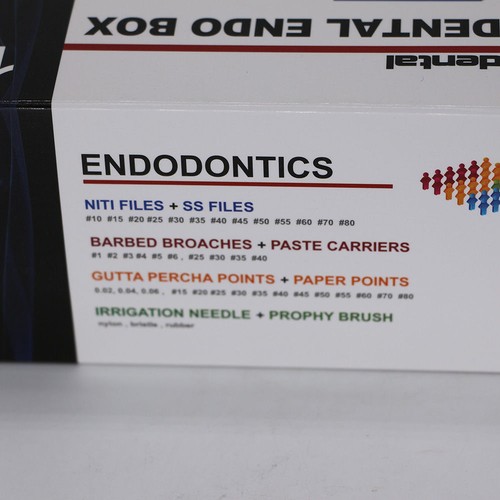 DENTAL ENDO BOX
dental
ENDODONTICS
NITI FILES + SS FILES
#10 #15 #20 #25 #30 #35 #40 #45 #50 #55 #60 #70 #80
BARBED BROACHES + PASTE CARRIERS
#1 #2 #3 #4 #5 #6 , #25 #30 #35 #40
GUTTA PERCHA POINTS + PAPER POINTS
0.02, 0.04, 0.06 , #15 #20 #25 #30 #35 #40 #45 #50 #55 #60 #70 #80
IRRIGATION NEEDLE + PROPHY BRUSH
nylon , bristle , rubber